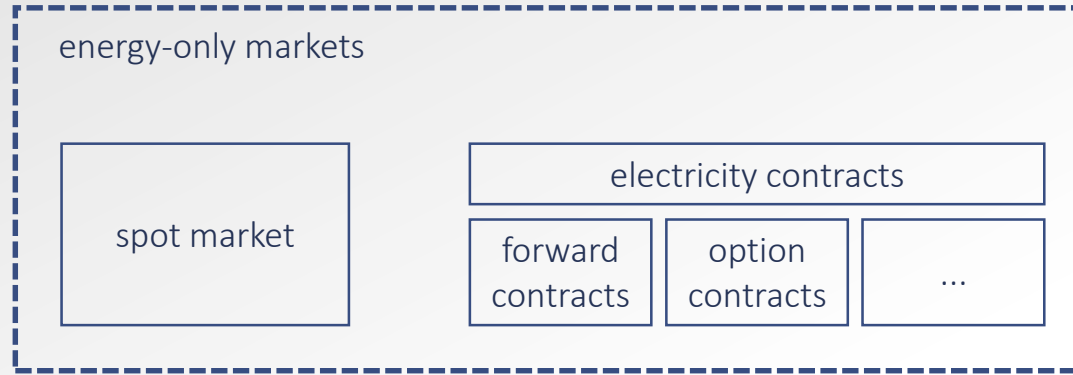 energy-only markets
spot market
electricity contracts
forward
contracts
option
contracts
...